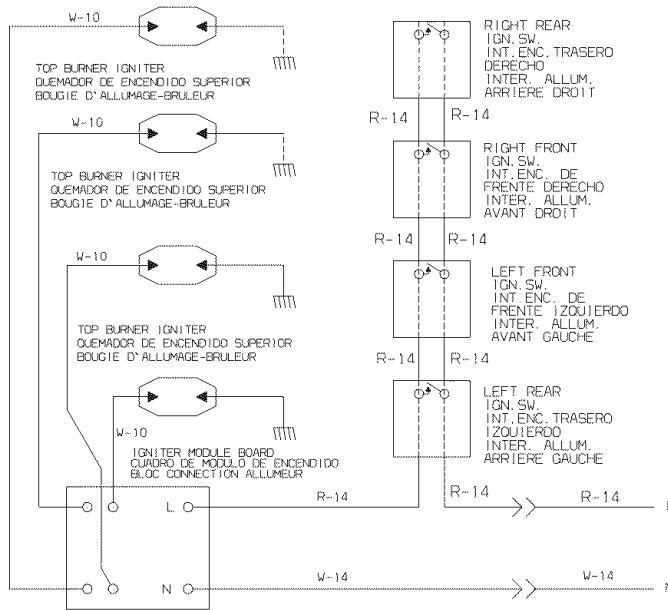 W-10
TOP BURNER IGNITER
QUEMADOR DE ENCENDIDO SUPERIOR
BOUGIE D'ALLUMAGE-BRULEUR
W-10
TOP BURNER IGNITER
QUEMADOR DE ENCENDIDO SUPERIOR
BOUGIE D'ALLUMAGE-BRULEUR
W-10
TOP BURNER IGNITER
QUEMADOR DE ENCENDIDO SUPERIOR
BOUGIE D'ALLUMAGE-BRULEUR
W-10
IGNITER MODULE BOARD
CUADRO DE MODULO DE ENCENDIDO
BLOC CONNECTION ALLUMEUR
L
N
RIGHT REAR
IGN.SW.
INT.ENC.TRASERO
DERECHO
INTER. ALLUM.
ARRIERE DROIT
R-14
R-14
RIGHT FRONT
IGN.SW.
INT.ENC. DE
FRENTE DERECHO
INTER. ALLUM.
AVANT DROIT
R-14
R-14
LEFT FRONT
IGN.SW.
INT.ENC. DE
FRENTE IZQUIERDO
INTER. ALLUM.
AVANT GAUCHE
R-14
R-14
LEFT REAR
IGN.SW.
INT.ENC.TRASERO
IZQUIERDO
INTER. ALLUM.
ARRIERE GAUCHE
R-14
R-14
R-14
W-14
W-14